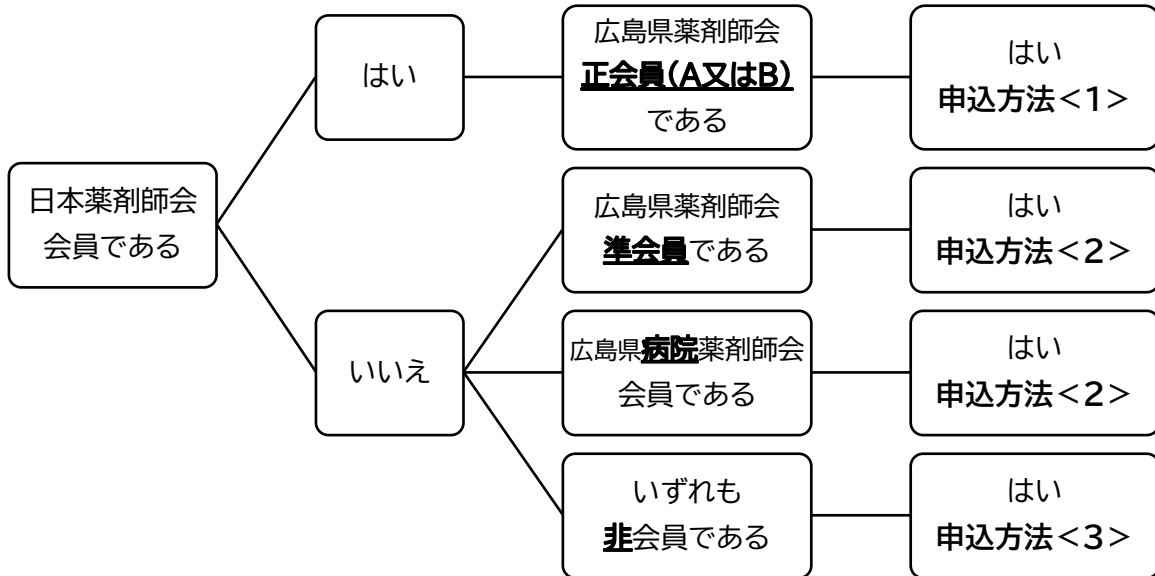 日本薬剤師会
会員である
はい
広島県薬剤師会
正会員(A又はB)
である
はい
申込方法<1>
いいえ
広島県薬剤師会
準会員である
はい
申込方法<2>
広島県病院薬剤師会
会員である
はい
申込方法<2>
いずれも
非会員である
はい
申込方法<3>